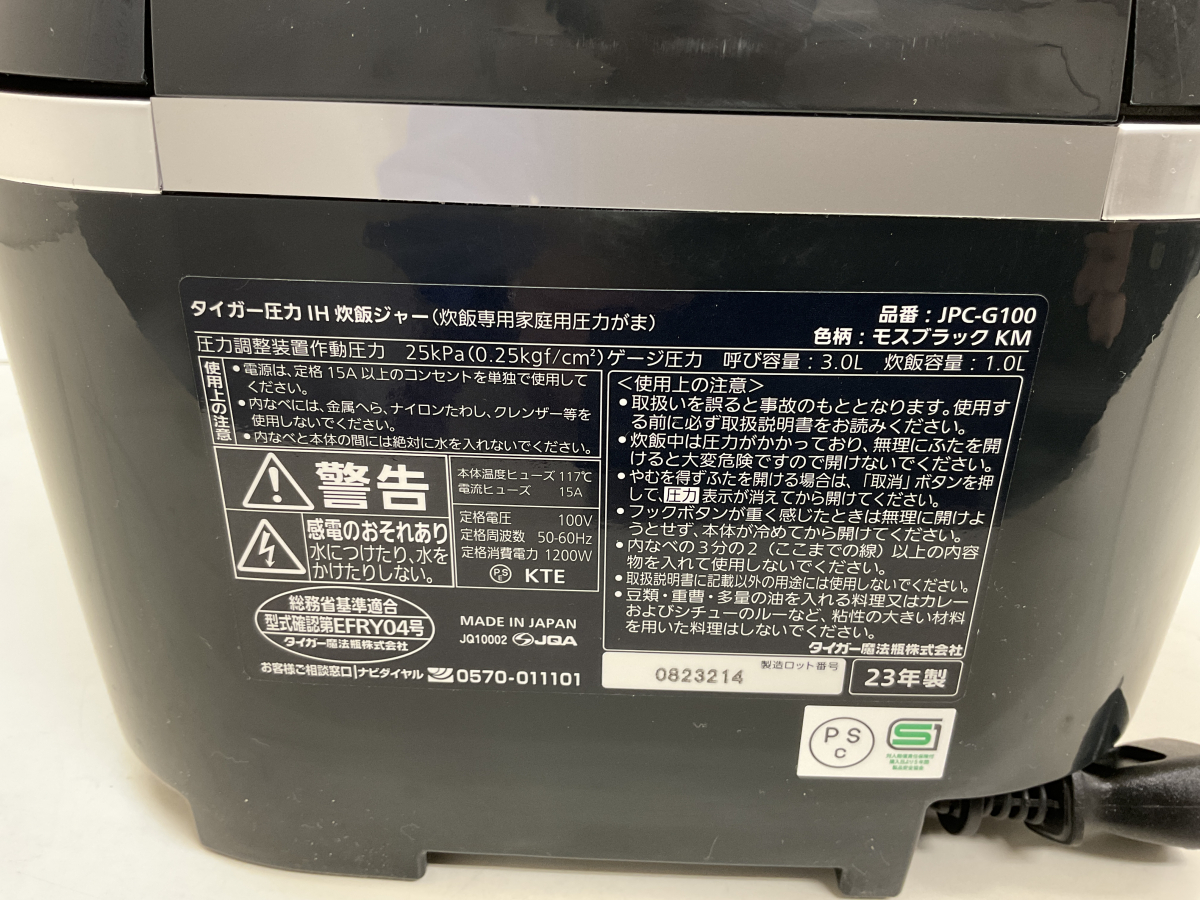 タイガー圧力IH炊飯ジャー(炊飯専用家庭用圧力がま)
品番:JPC-G100
色柄:モスブラック KM
圧力調整装置作動圧力 25kPa(0.25kgf/cm²)ゲージ圧力 呼び容量:3.0L 炊飯容量:1.0L
使用上の注意
•電源は、定格15A以上のコンセントを単独で使用して
ください。
•内なべには、金属へら、ナイロンたわし、クレンザー等を
使用しないでください。
•内なべと本体の間には絶対に水を入れないでください。
警告
感電のおそれあり
水につけたり、水を
かけたりしない。
本体温度ヒューズ 117℃
電流ヒューズ 15A
定格電圧 100V
定格周波数 50-60Hz
定格消費電力 1200W
PSE KTE
総務省基準適合
型式確認第EFRY04号
タイガー魔法瓶株式会社
MADE IN JAPAN
JQ10002 JQA
お客様ご相談窓口|ナビダイヤル 0570-011101
<使用上の注意>
•取扱いを誤ると事故のもととなります。使用す
る前に必ず取扱説明書をお読みください。
•炊飯中は圧力がかかっており、無理にふたを開
けると大変危険ですので開けないでください。
•やむを得ずふたを開ける場合は、「取消」ボタンを押
して、圧力表示が消えてから開けてください。
•フックボタンが重く感じたときは無理に開けよ
うとせず、本体が冷めてから開けてください。
•内なべの3分の2(ここまでの線)以上の内容
物を入れて使用しないでください。
•取扱説明書に記載以外の用途には使用しないでください。
•豆類・重曹・多量の油を入れる料理又はカレー
およびシチューのルーなど、粘性の大きい材料
を用いた料理はしないでください。
タイガー魔法瓶株式会社
0823214 製造ロット番号
23年製
PS
C
S1